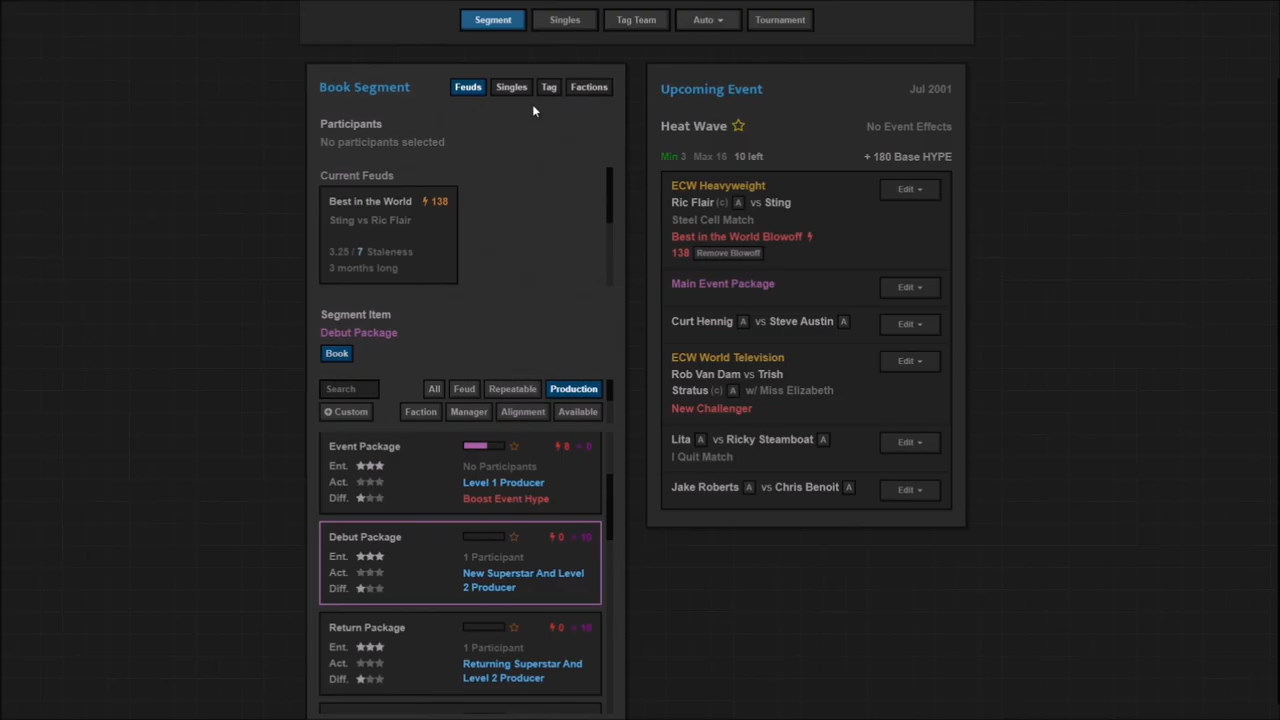 Segment Singles Tag Team Auto Tournament
Book Segment Feuds Singles Tag Factions
Participants
No participants selected
Current Feuds
Best in the World 138
Sting vs Ric Flair
3.25 / 7 Staleness
3 months long
Segment Item
Debut Package
Book
Search All Feud Repeatable Production
Custom Faction Manager Alignment Available
Event Package 8
Ent. No Participants
Act. Level 1 Producer
Diff. Boost Event Hype
Debut Package 0 10
Ent. 1 Participant
Act. New Superstar And Level
Diff. 2 Producer
Return Package 0 10
Ent. 1 Participant
Act. Returning Superstar And
Diff. Level 2 Producer
Upcoming Event Jul 2001
Heat Wave No Event Effects
Min 3 Max 16 10 left + 180 Base HYPE
ECW Heavyweight Edit
Ric Flair (c) A vs Sting
Steel Cell Match
Best in the World Blowoff
138 Remove Blowoff
Main Event Package Edit
Curt Hennig A vs Steve Austin A Edit
ECW World Television Edit
Rob Van Dam vs Trish
Stratus (c) A w/ Miss Elizabeth
New Challenger
Lita A vs Ricky Steamboat A Edit
I Quit Match
Jake Roberts A vs Chris Benoit A Edit